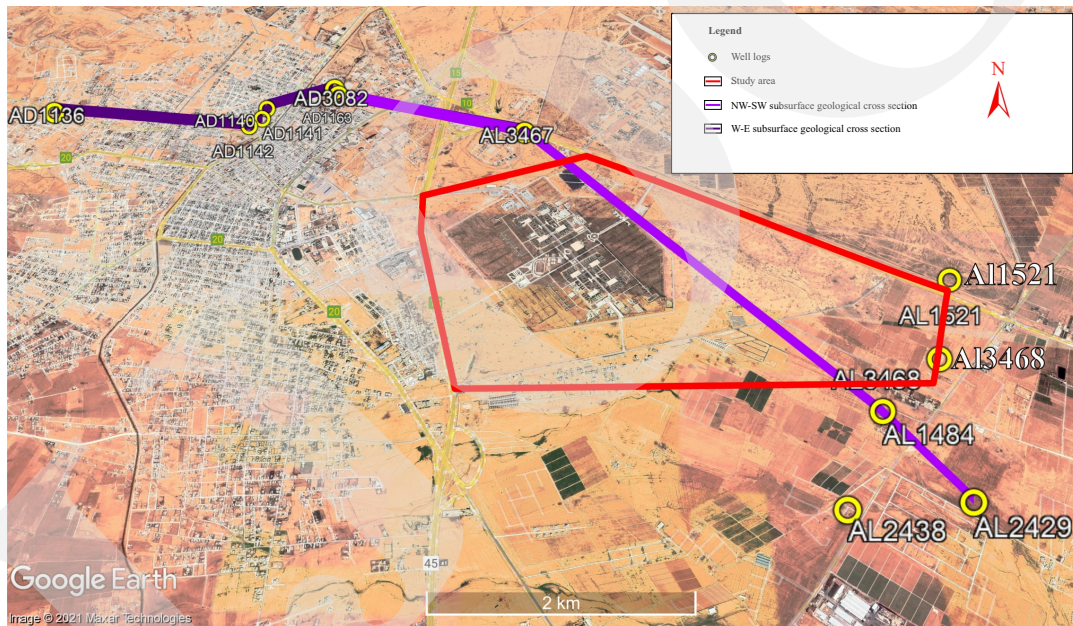 Legend
Well logs
Study area
NW-SW subsurface geological cross section
W-E subsurface geological cross section
N
15
10
AD3082
AD1136
AD1163
AD1140
AD1141
AL3467
AD1142
20
20
Al1521
20
AL1521
Al3468
AL3468
AL1484
AL2438
AL2429
45
Google Earth
2 km
Image © 2021 Maxar Technologies